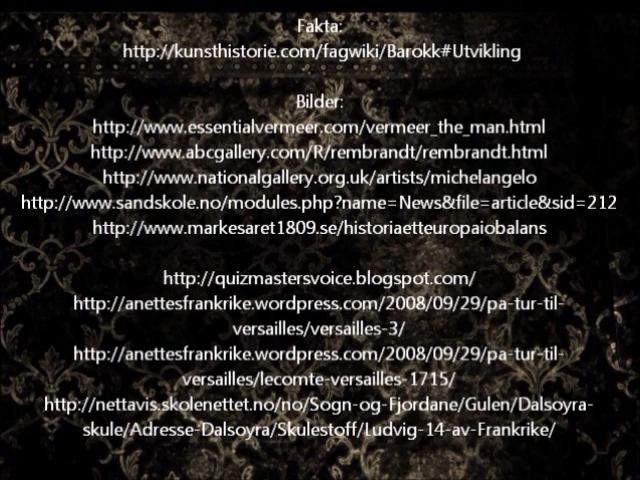 Fakta:
http://kunsthistorie.com/fagwiki/Barokk#Utvikling
Bilder:
http://www.essentialvermeer.com/vermeer_the_man.html
http://www.abcgallery.com/R/rembrandt/rembrandt.html
http://www.nationalgallery.org.uk/artists/michelangelo
http://www.sandskole.no/modules.php?name=News&file=article&sid=212
http://www.markesaret1809.se/historiaetteuropaiobalans
http://quizmastersvoice.blogspot.com/
http://anettesfrankrike.wordpress.com/2008/09/29/pa-tur-til-
versailles/versailles-3/
http://anettesfrankrike.wordpress.com/2008/09/29/pa-tur-til-
versailles/lecomte-versailles-1715/
http://nettavis.skolenettet.no/no/Sogn-og-Fjordane/Gulen/Dalsoyra-
skule/Adresse-Dalsoyra/Skulestoff/Ludvig-14-av-Frankrike/